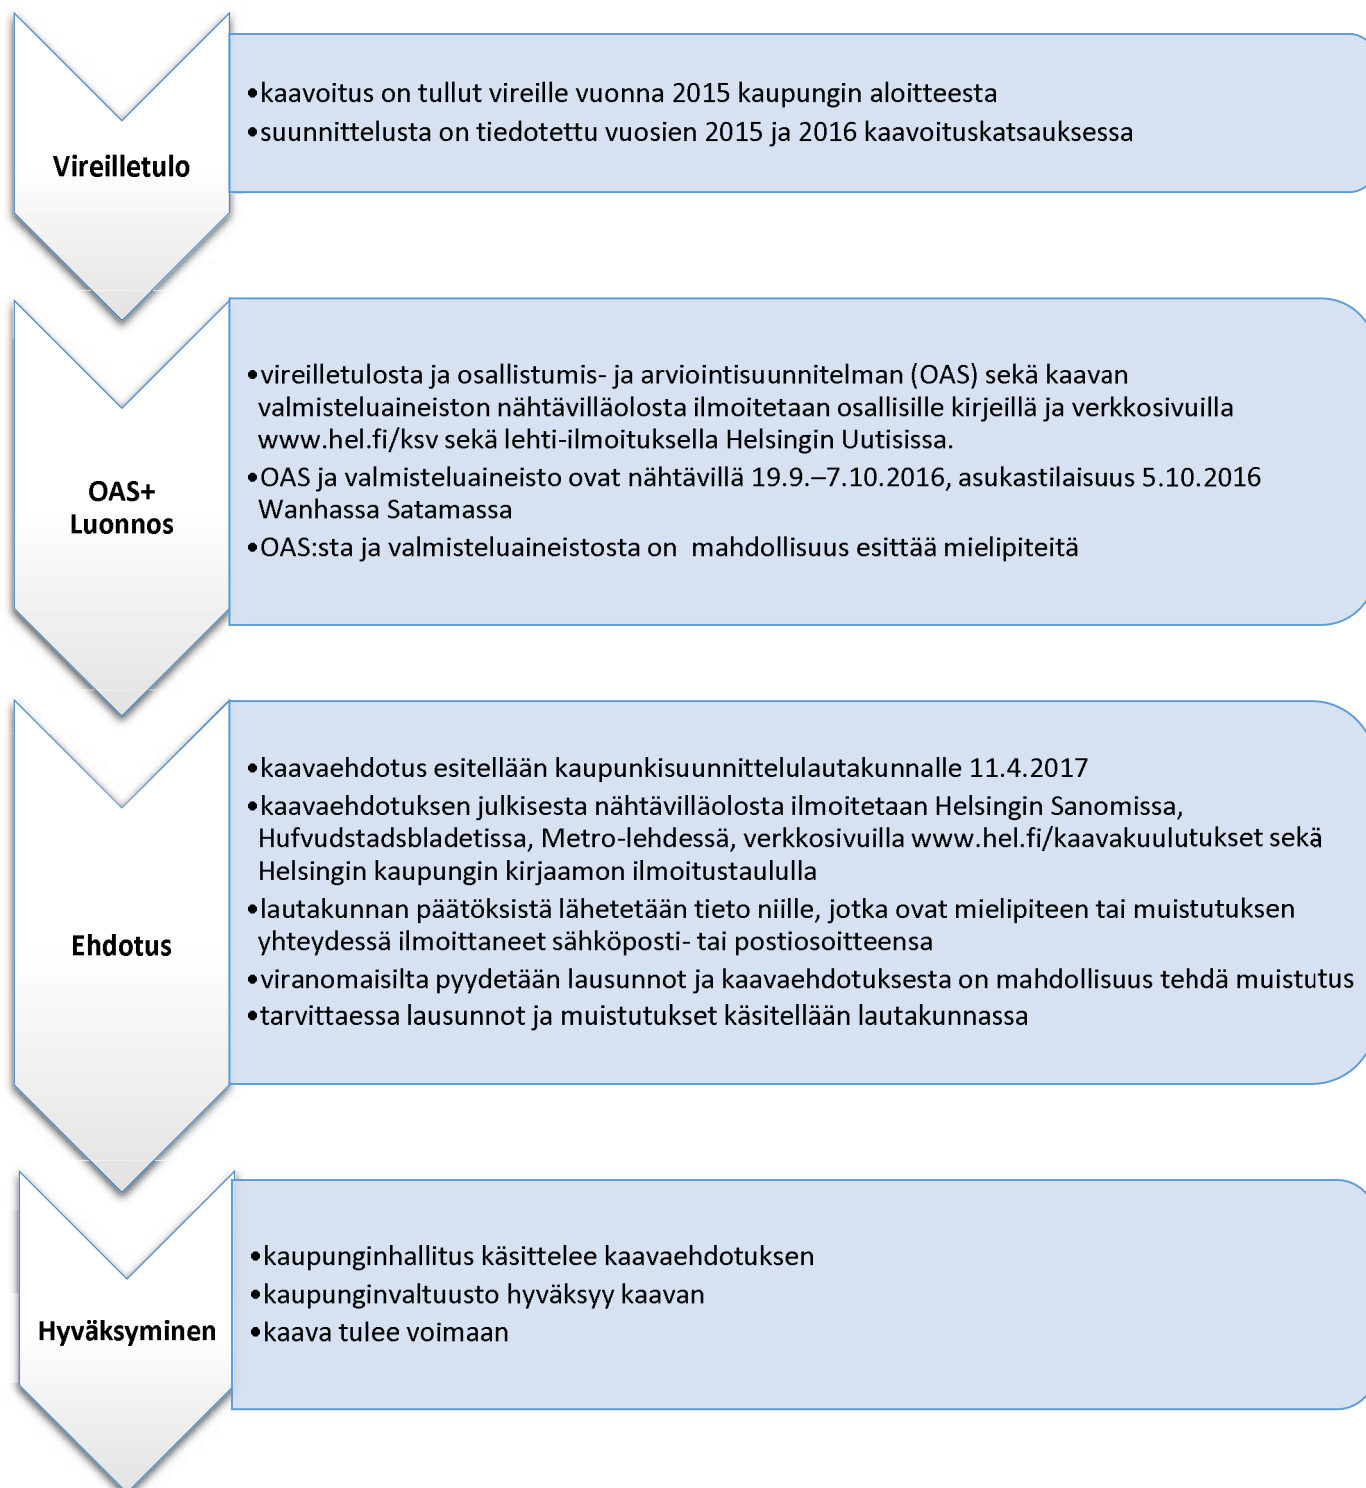 Vireilletulo
•kaavoitus on tullut vireille vuonna 2015 kaupungin aloitteesta
•suunnittelusta on tiedotettu vuosien 2015 ja 2016 kaavoituskatsauksessa
OAS+
Luonnos
•vireilletulosta ja osallistumis- ja arviointisuunnitelman (OAS) sekä kaavan
valmisteluaineiston nähtävilläolosta ilmoitetaan osallisille kirjeillä ja verkkosivuilla
www.hel.fi/ksv sekä lehti-ilmoituksella Helsingin Uutisissa.
•OAS ja valmisteluaineisto ovat nähtävillä 19.9.–7.10.2016, asukastilaisuus 5.10.2016
Wanhassa Satamassa
•OAS:sta ja valmisteluaineistosta on mahdollisuus esittää mielipiteitä
Ehdotus
•kaavaehdotus esitellään kaupunkisuunnittelulautakunnalle 11.4.2017
•kaavaehdotuksen julkisesta nähtävilläolosta ilmoitetaan Helsingin Sanomissa,
Hufvudstadsbladetissa, Metro-lehdessä, verkkosivuilla www.hel.fi/kaavakuulutukset sekä
Helsingin kaupungin kirjaamon ilmoitustaululla
•lautakunnan päätöksistä lähetetään tieto niille, jotka ovat mielipiteen tai muistutuksen
yhteydessä ilmoittaneet sähköposti- tai postiosoitteensa
•viranomaisilta pyydetään lausunnot ja kaavaehdotuksesta on mahdollisuus tehdä muistutus
•tarvittaessa lausunnot ja muistutukset käsitellään lautakunnassa
Hyväksyminen
•kaupunginhallitus käsittelee kaavaehdotuksen
•kaupunginvaltuusto hyväksyy kaavan
•kaava tulee voimaan